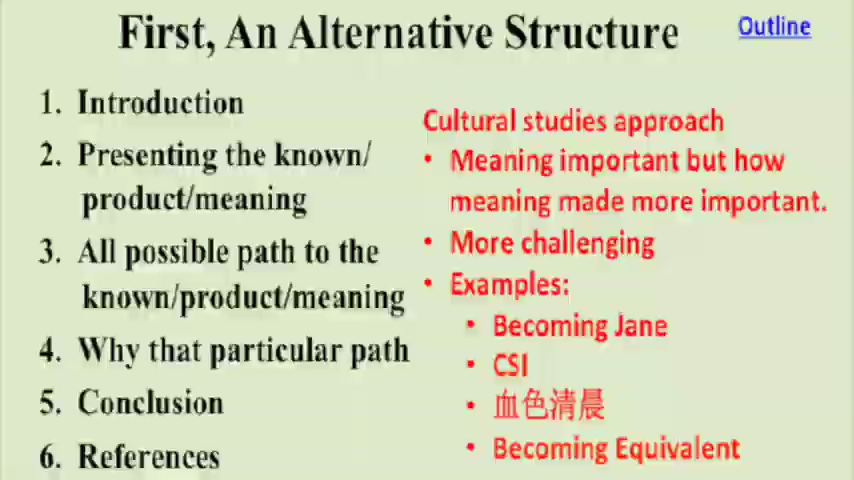 First, An Alternative Structure
Outline
1. Introduction
2. Presenting the known/
product/meaning
3. All possible path to the
known/product/meaning
4. Why that particular path
5. Conclusion
6. References
Cultural studies approach
• Meaning important but how
meaning made more important.
• More challenging
• Examples:
• Becoming Jane
• CSI
• 血色清晨
• Becoming Equivalent